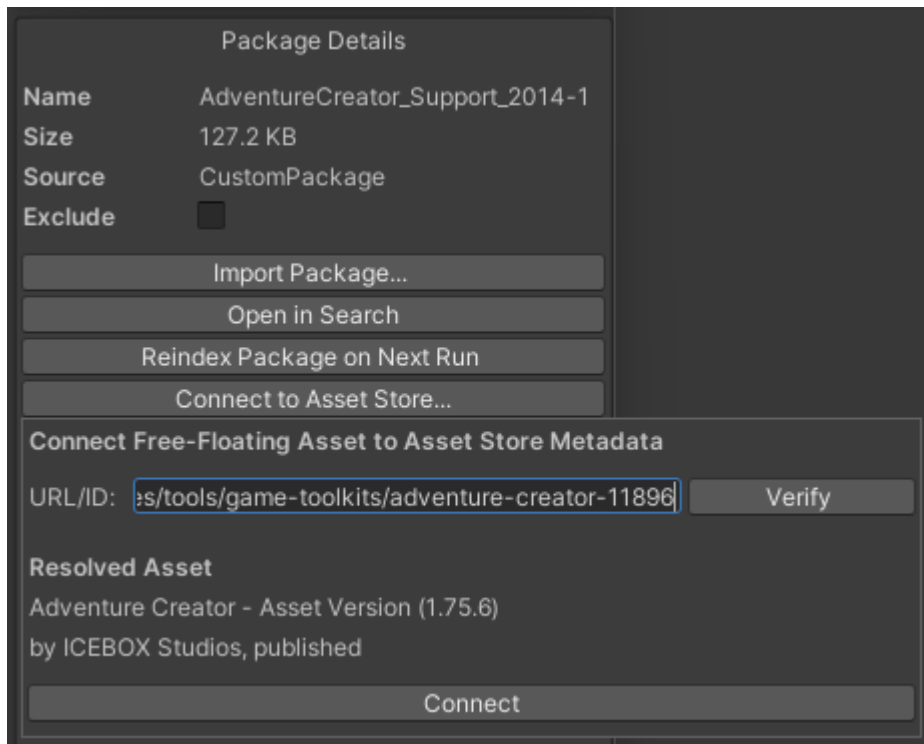 Package Details
Name AdventureCreator_Support_2014-1
Size 127.2 KB
Source CustomPackage
Exclude
Import Package...
Open in Search
Reindex Package on Next Run
Connect to Asset Store...
Connect Free-Floating Asset to Asset Store Metadata
URL/ID: es/tools/game-toolkits/adventure-creator-11896 Verify
Resolved Asset
Adventure Creator - Asset Version (1.75.6)
by ICEBOX Studios, published
Connect